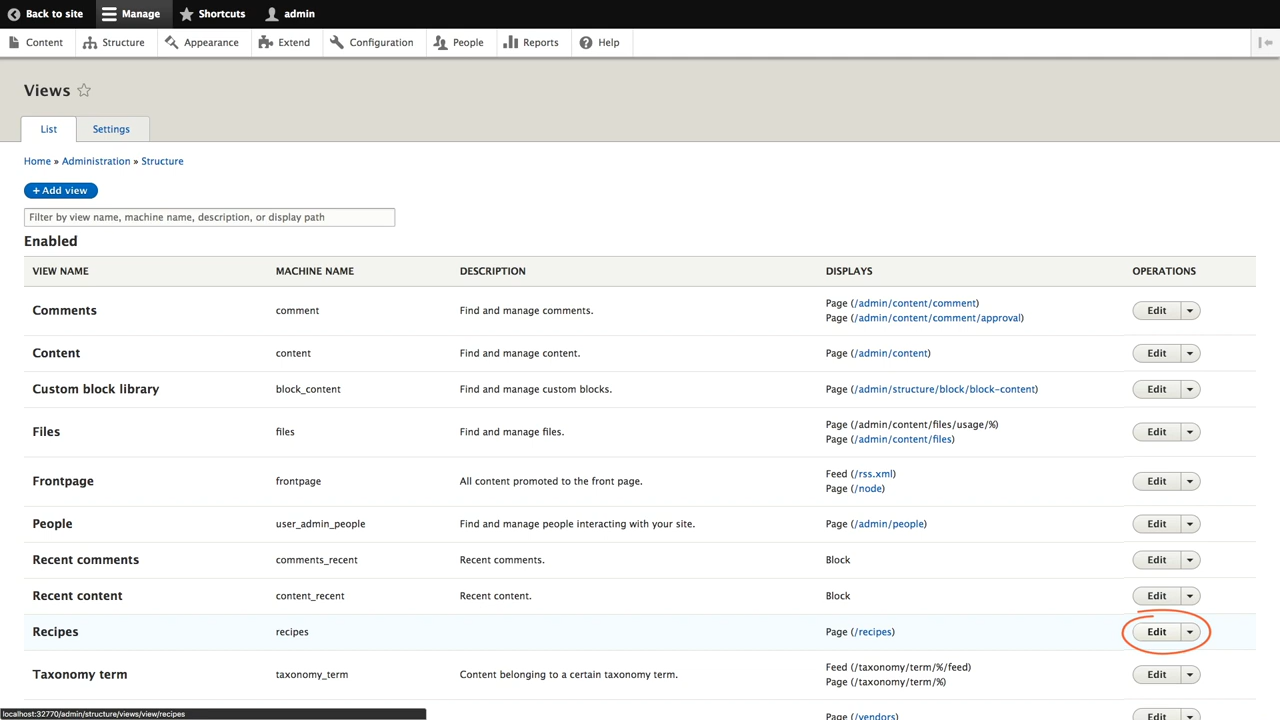 Back to site Manage Shortcuts admin
Content Structure Appearance Extend Configuration People Reports Help
Views
List Settings
Home » Administration » Structure
+ Add view
Filter by view name, machine name, description, or display path
Enabled
VIEW NAME MACHINE NAME DESCRIPTION DISPLAYS OPERATIONS
Comments comment Find and manage comments. Page (/admin/content/comment) Edit
Page (/admin/content/comment/approval)
Content content Find and manage content. Page (/admin/content) Edit
Custom block library block_content Find and manage custom blocks. Page (/admin/structure/block/block-content) Edit
Files files Find and manage files. Page (/admin/content/files/usage/%) Edit
Page (/admin/content/files)
Frontpage frontpage All content promoted to the front page. Feed (/rss.xml) Edit
Page (/node)
People user_admin_people Find and manage people interacting with your site. Page (/admin/people) Edit
Recent comments comments_recent Recent comments. Block Edit
Recent content content_recent Recent content. Block Edit
Recipes recipes Page (/recipes) Edit
Taxonomy term taxonomy_term Content belonging to a certain taxonomy term. Feed (/taxonomy/term/%/feed) Edit
Page (/taxonomy/term/%)
Page (/vendors) Edit
localhost:32770/admin/structure/views/view/recipes